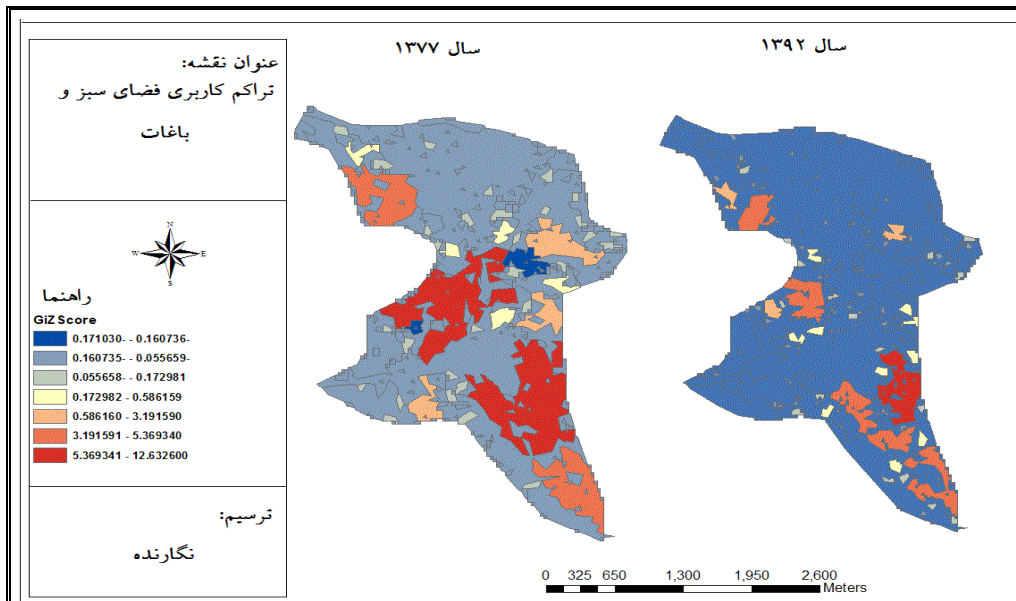 عنوان نقشه:
تراکم کاربری فضای سبز و
باغات
سال ۱۳۷۷
سال ۱۳۹۲
N
W E
S
راهنما
GiZScore
0.171030- - 0.160736-
0.160735- - 0.055659-
0.055658- - 0.172981
0.172982 - 0.586159
0.586160 - 3.191590
3.191591 - 5.369340
5.369341 - 12.632600
ترسیم:
نگارنده
0 325 650 1,300 1,950 2,600
Meters